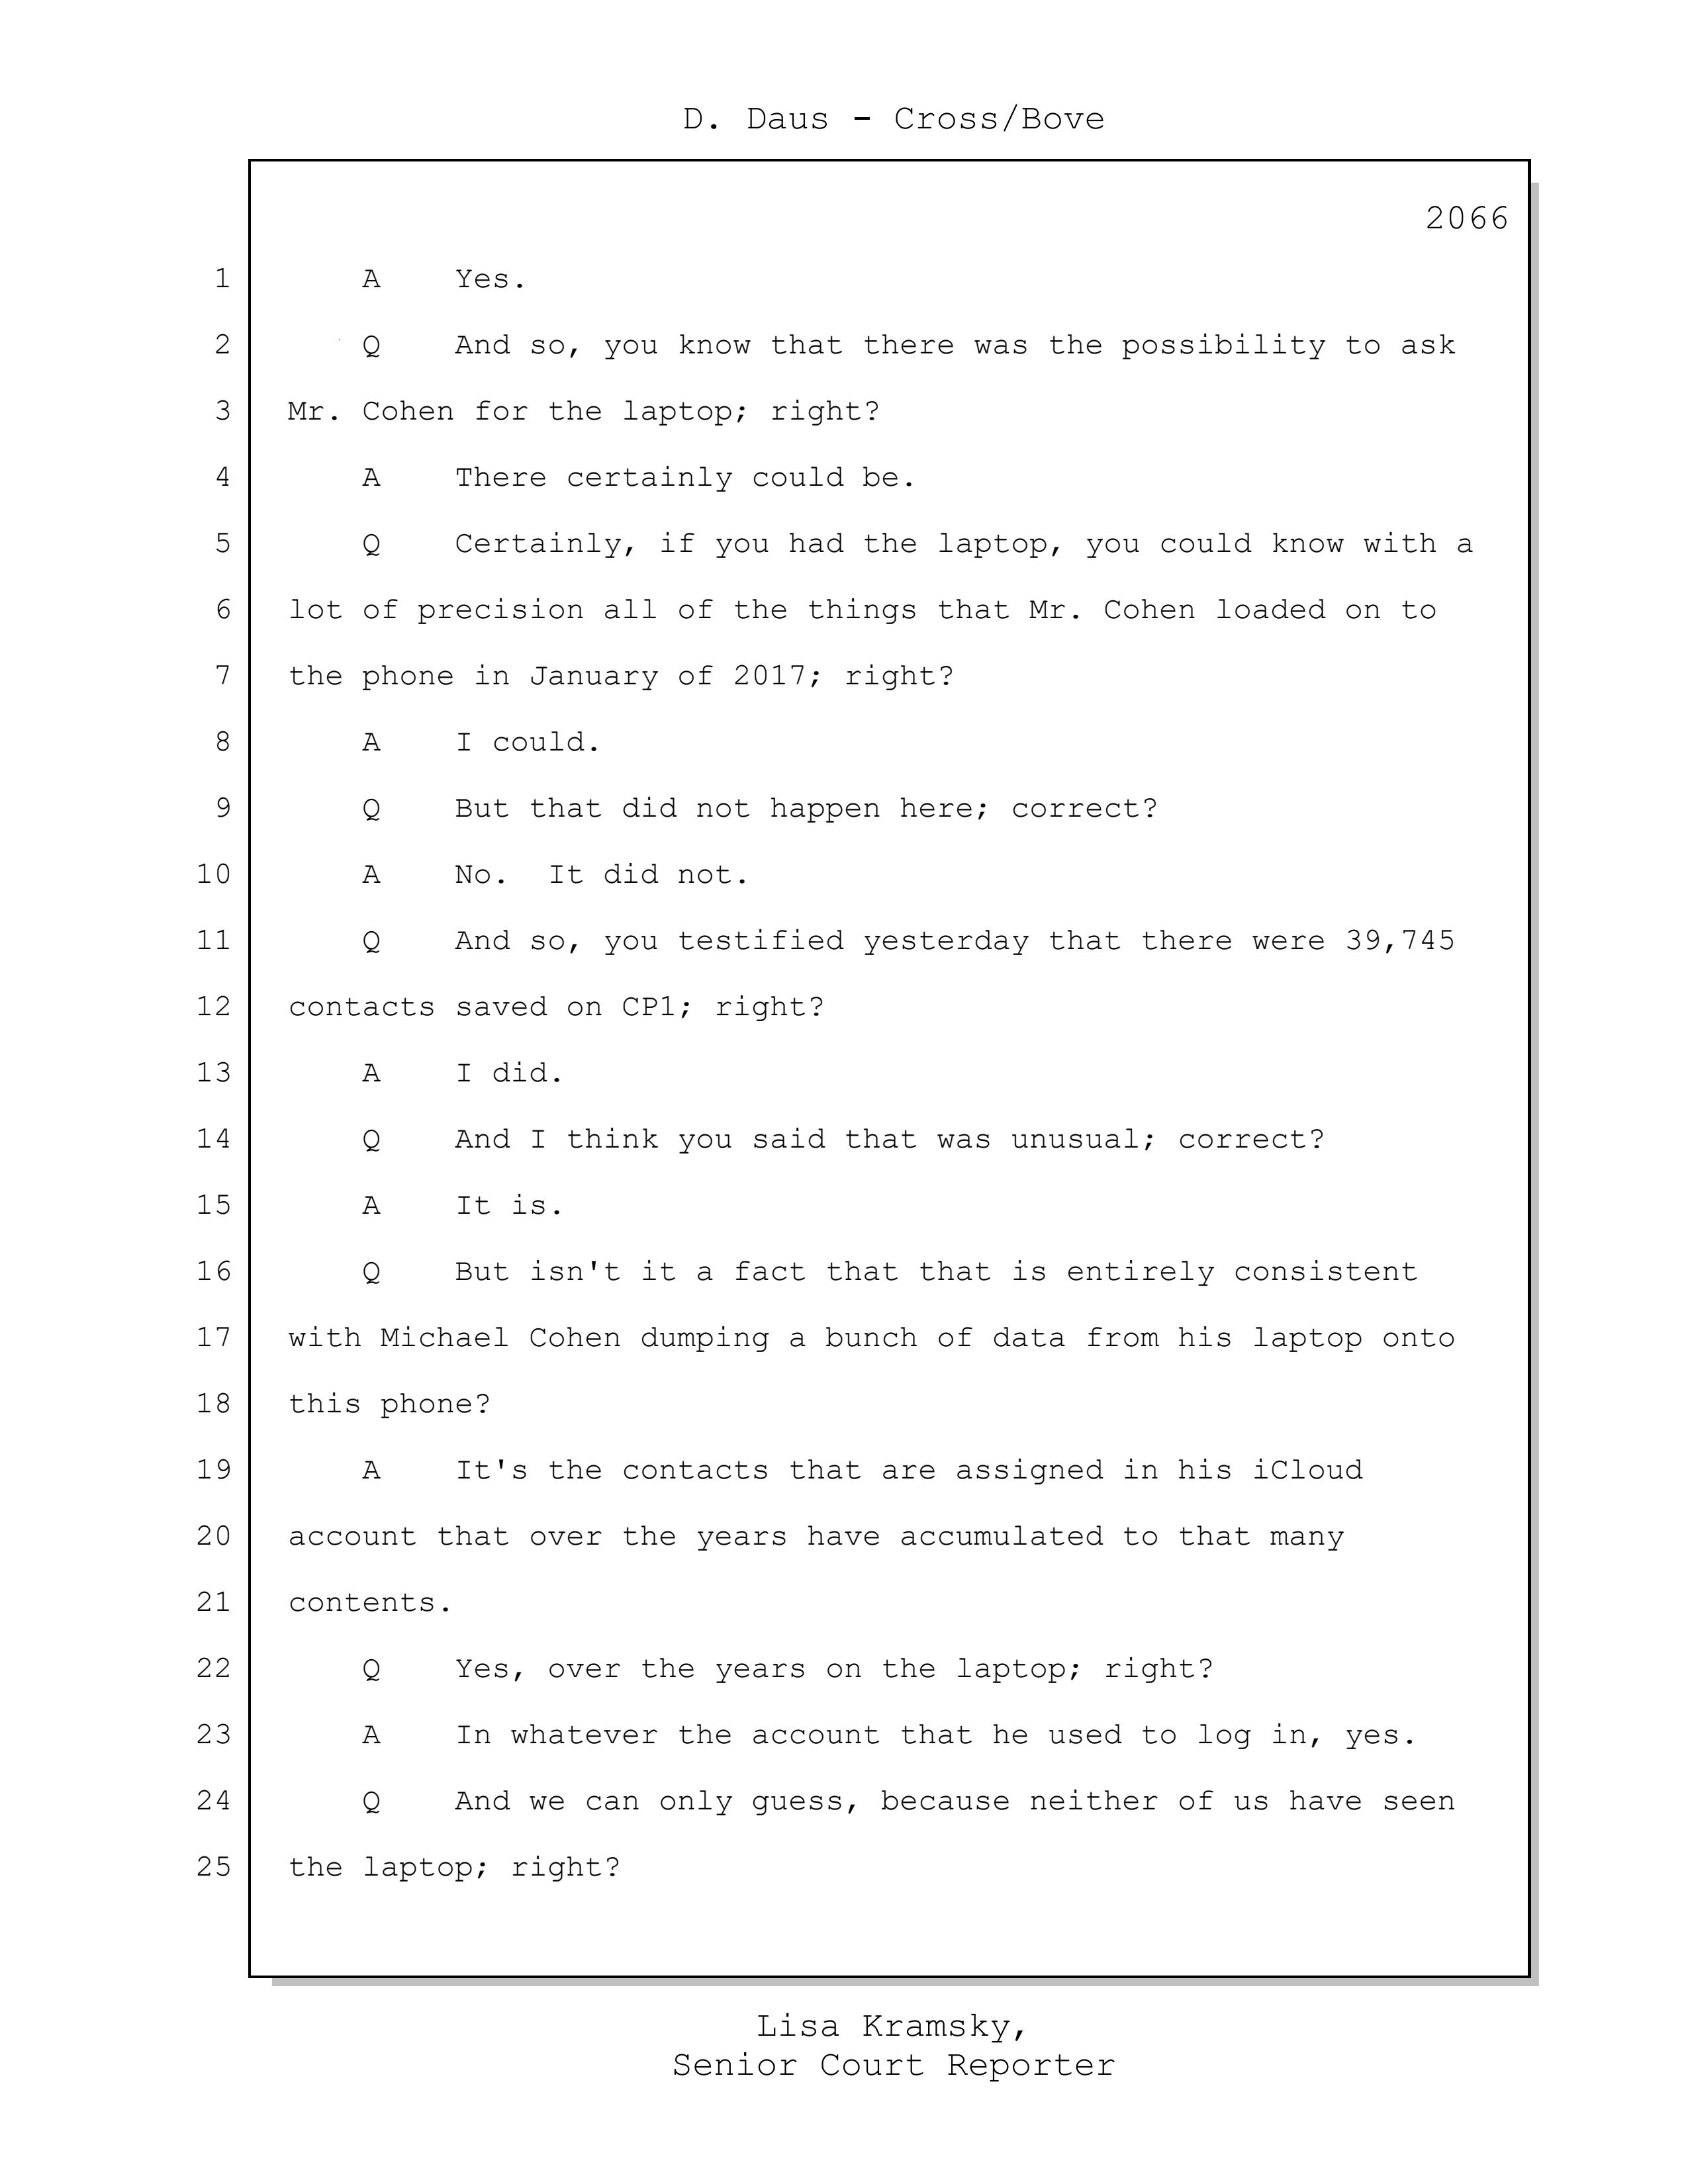 D. Daus - Cross/Bove
2066
1 A Yes.
2 Q And so, you know that there was the possibility to ask
3 Mr. Cohen for the laptop; right?
4 A There certainly could be.
5 Q Certainly, if you had the laptop, you could know with a
6 lot of precision all of the things that Mr. Cohen loaded on to
7 the phone in January of 2017; right?
8 A I could.
9 Q But that did not happen here; correct?
10 A No. It did not.
11 Q And so, you testified yesterday that there were 39,745
12 contacts saved on CP1; right?
13 A I did.
14 Q And I think you said that was unusual; correct?
15 A It is.
16 Q But isn't it a fact that that is entirely consistent
17 with Michael Cohen dumping a bunch of data from his laptop onto
18 this phone?
19 A It's the contacts that are assigned in his iCloud
20 account that over the years have accumulated to that many
21 contents.
22 Q Yes, over the years on the laptop; right?
23 A In whatever the account that he used to log in, yes.
24 Q And we can only guess, because neither of us have seen
25 the laptop; right?
Lisa Kramsky,
Senior Court Reporter